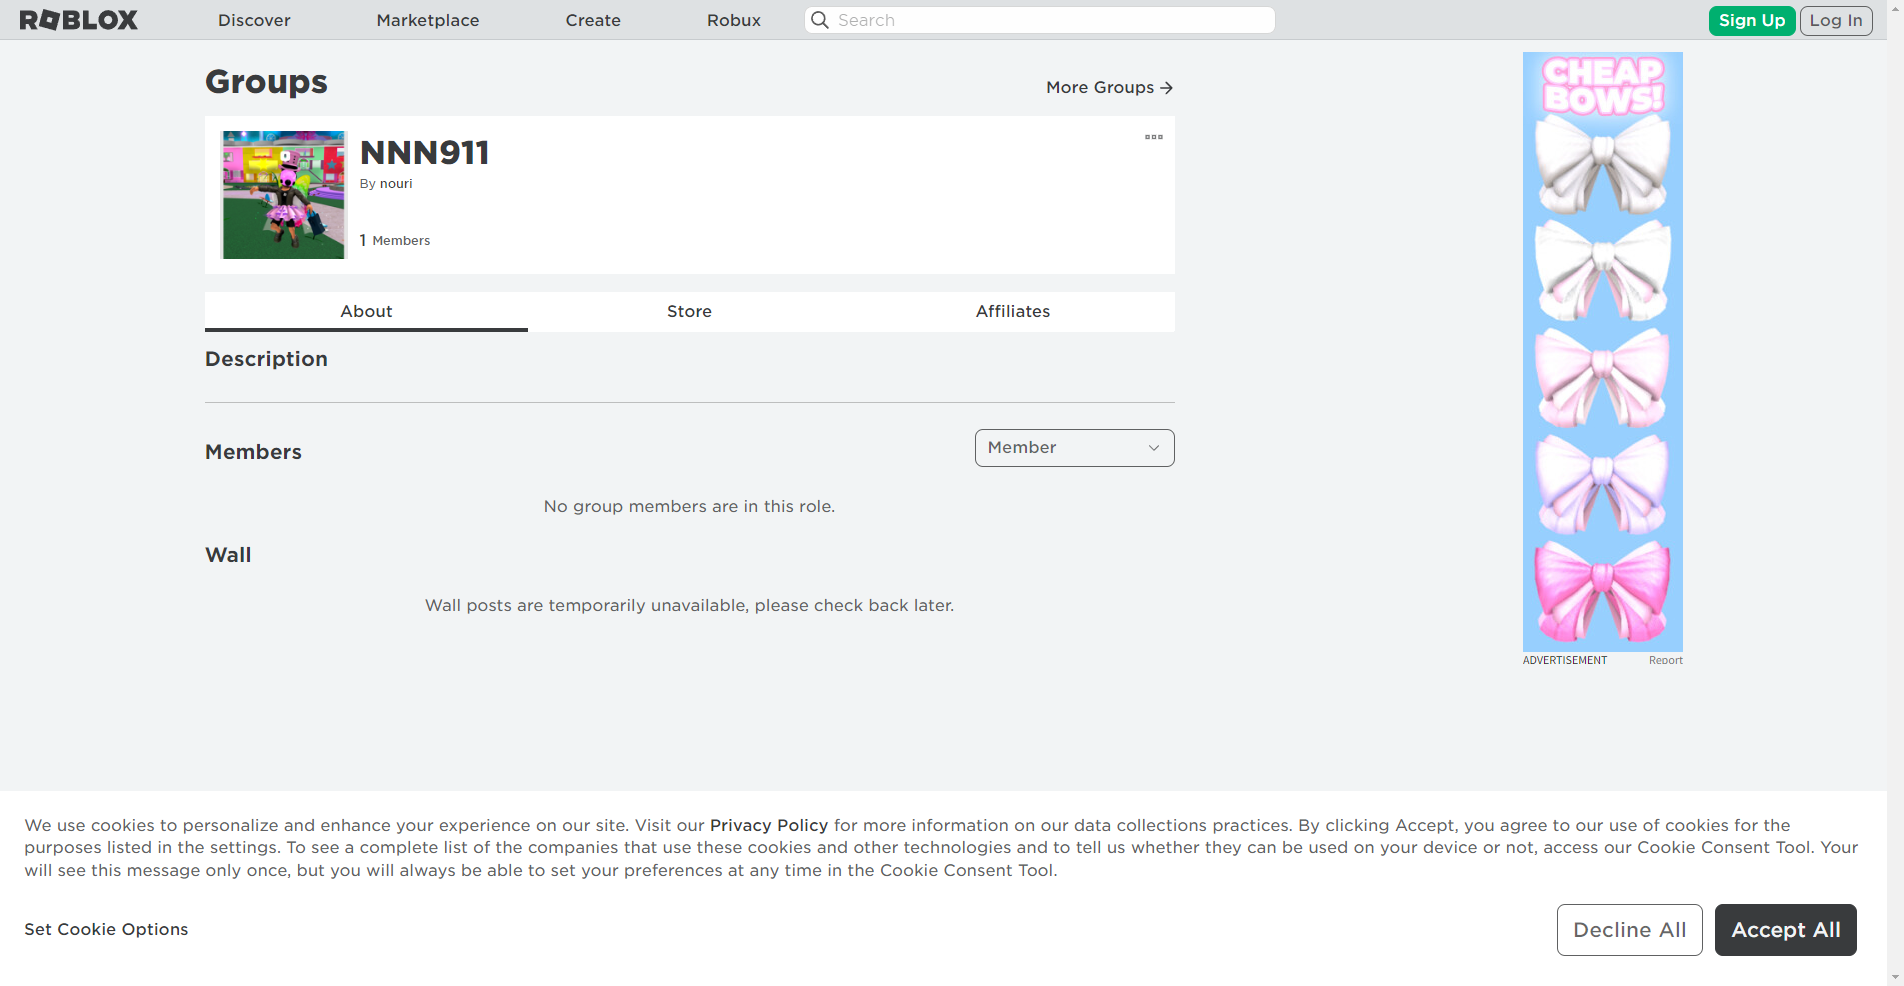 ROBLOX
Discover
Marketplace
Create
Robux
Search
Sign Up
Log In
Groups
More Groups
NNN911
By nouri
1 Members
About
Store
Affiliates
Description
Members
Member
No group members are in this role.
Wall
Wall posts are temporarily unavailable, please check back later.
CHEAP
BOWS!
ADVERTISEMENT
Report
We use cookies to personalize and enhance your experience on our site. Visit our Privacy Policy for more information on our data collections practices. By clicking Accept, you agree to our use of cookies for the
purposes listed in the settings. To see a complete list of the companies that use these cookies and other technologies and to tell us whether they can be used on your device or not, access our Cookie Consent Tool. Your
will see this message only once, but you will always be able to set your preferences at any time in the Cookie Consent Tool.
Set Cookie Options
Decline All
Accept All